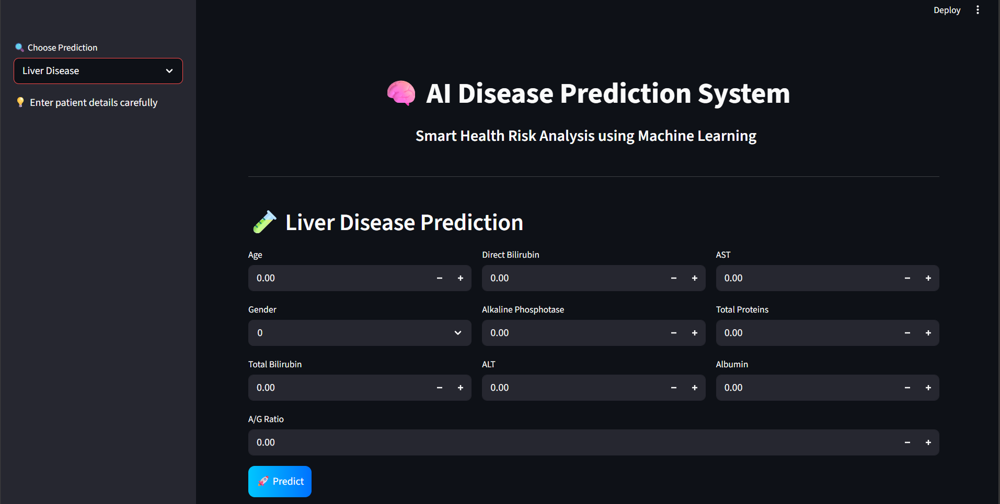 Deploy
🔍 Choose Prediction
Liver Disease
💡 Enter patient details carefully
🧠 AI Disease Prediction System
Smart Health Risk Analysis using Machine Learning
🧪 Liver Disease Prediction
Age
0.00
Direct Bilirubin
0.00
AST
0.00
Gender
0
Alkaline Phosphotase
0.00
Total Proteins
0.00
Total Bilirubin
0.00
ALT
0.00
Albumin
0.00
A/G Ratio
0.00
🚀 Predict